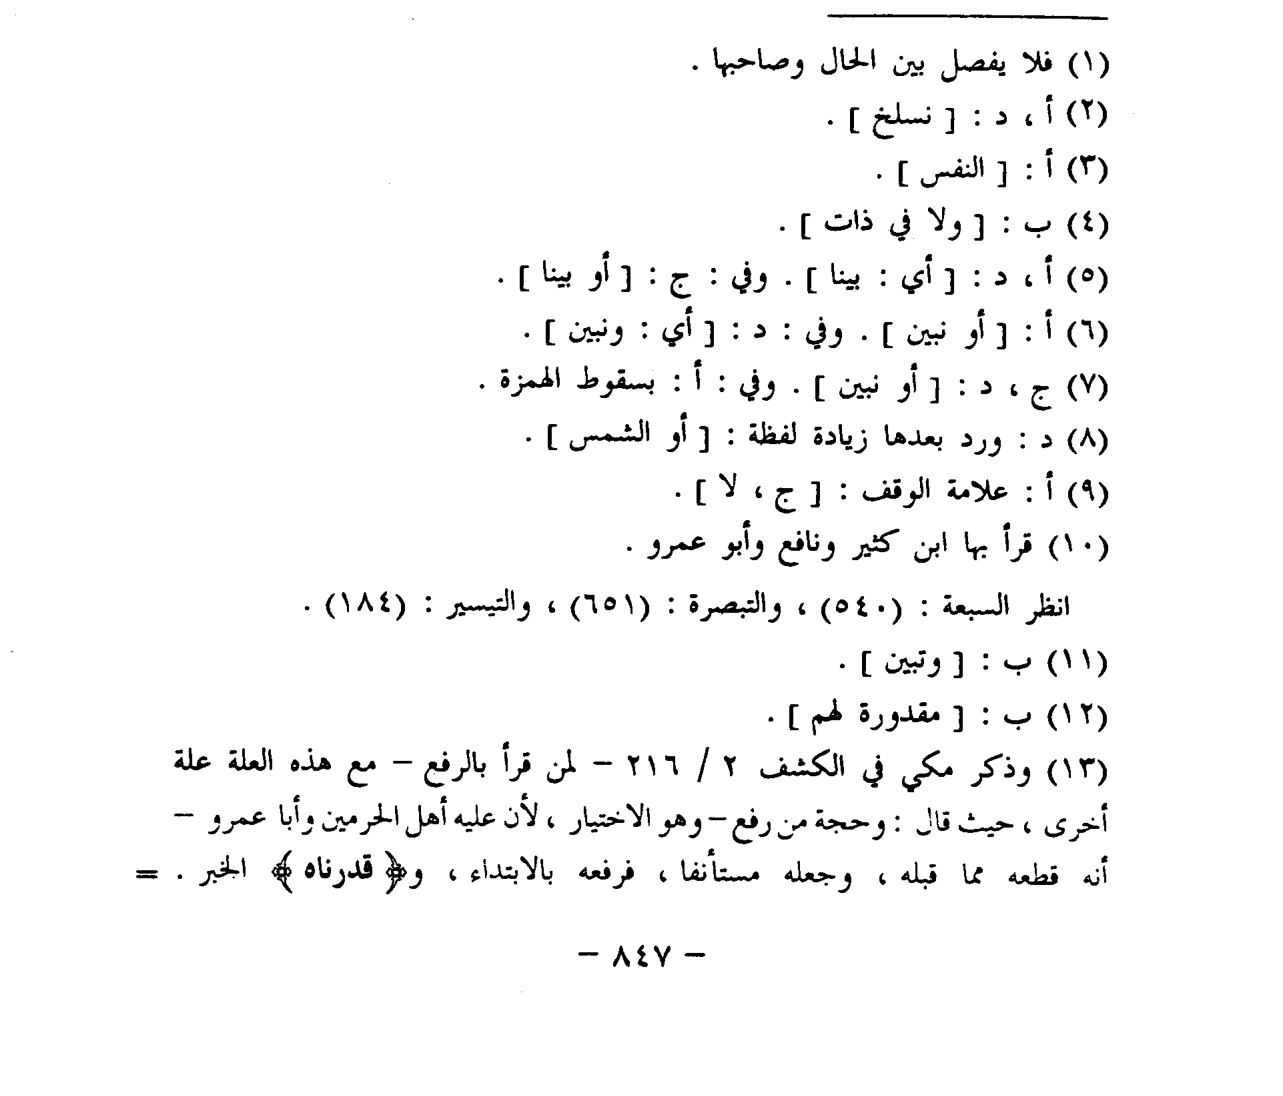 (١) فلا يفصل بين الحال وصاحبها .
(٢) أ ، د : [ نسلخ ] .
(٣) أ : [ النفس ] .
(٤) ب : [ ولا في ذات ] .
(٥) أ ، د : [ أي : بينا ] . وفي : ج : [ أو بينا ] .
(٦) أ : [ أو نبين ] . وفي : د : [ أي : ونبين ] .
(٧) ج ، د : [ أو نبين ] . وفي : أ : بسقوط الهمزة .
(٨) د : ورد بعدها زيادة لفظة : [ أو الشمس ] .
(٩) أ : علامة الوقف : [ ج ، لا ] .
(١٠) قرأ بها ابن كثير ونافع وأبو عمرو .
انظر السبعة : (٥٤٠) ، والتبصرة : (٦٥١) ، والتيسير : (١٨٤) .
(١١) ب : [ وتبين ] .
(١٢) ب : [ مقدورة لهم ] .
(١٣) وذكر مكي في الكشف ٢ / ٢١٦ – لمن قرأ بالرفع – مع هذه العلة علة
أخرى ، حيث قال : وحجة من رفع – وهو الاختيار ، لأن عليه أهل الحرمين وأبا عمرو –
أنه قطعه مما قبله ، وجعله مستأنفا ، فرفعه بالابتداء ، و﴿ قدرناه ﴾ الخبر . =
– ٨٤٧ –